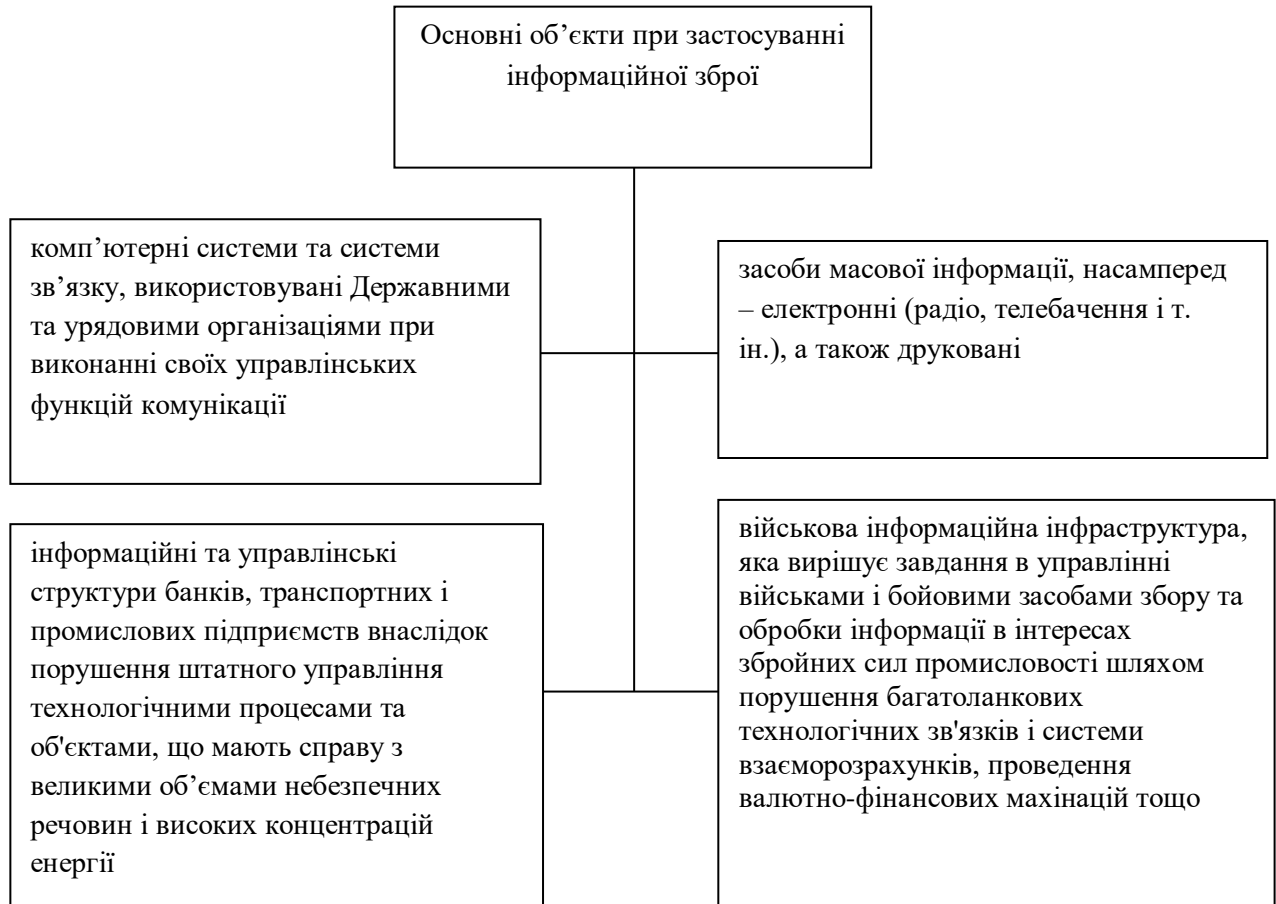 Основні об’єкти при застосуванні
інформаційної зброї
комп’ютерні системи та системи
зв’язку, використовувані Державними
та урядовими організаціями при
виконанні своїх управлінських
функцій комунікації
засоби масової інформації, насамперед
– електронні (радіо, телебачення і т.
ін.), а також друковані
інформаційні та управлінські
структури банків, транспортних і
промислових підприємств внаслідок
порушення штатного управління
технологічними процесами та
об'єктами, що мають справу з
великими об’ємами небезпечних
речовин і високих концентрацій
енергії
військова інформаційна інфраструктура,
яка вирішує завдання в управлінні
військами і бойовими засобами збору та
обробки інформації в інтересах
збройних сил промисловості шляхом
порушення багатоланкових
технологічних зв'язків і системи
взаєморозрахунків, проведення
валютно-фінансових махінацій тощо